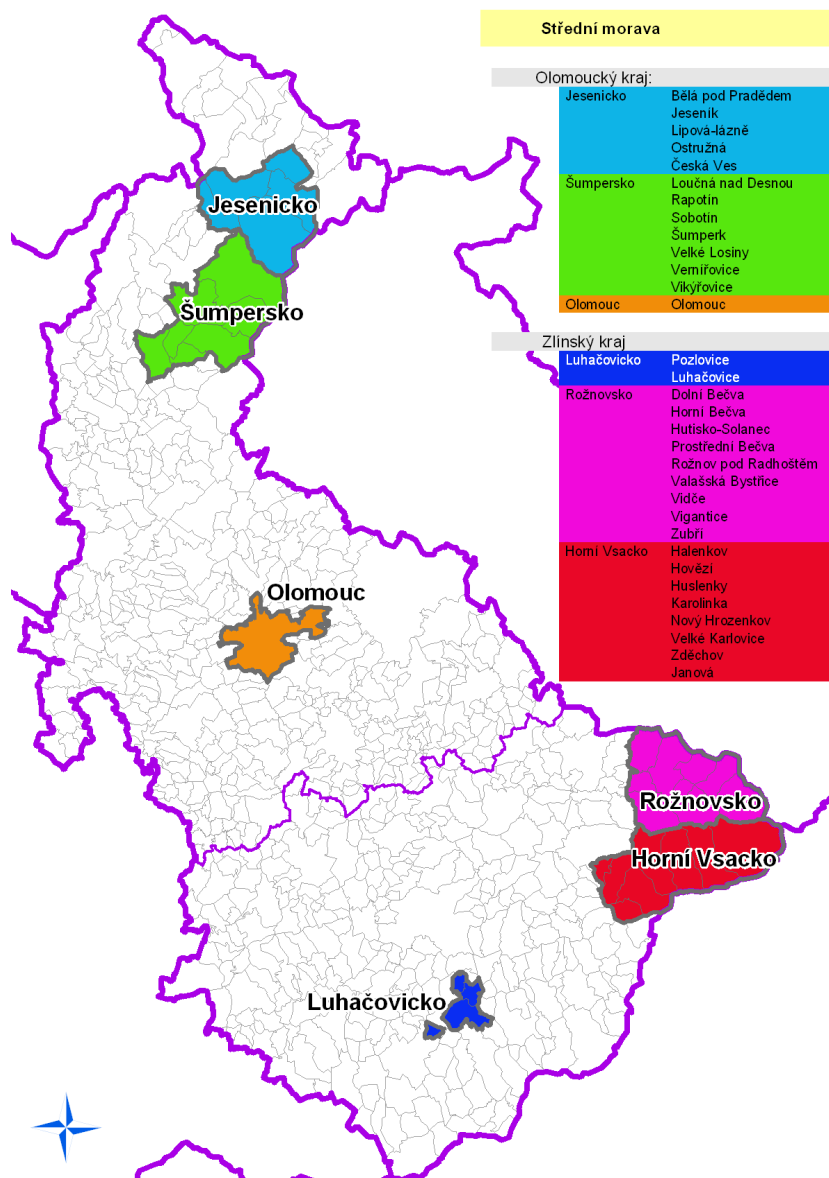 Střední morava
Olomoucký kraj:
Jesenicko Bělá pod Pradědem
Jeseník
Lipová-lázně
Ostružná
Česká Ves
Šumpersko Loučná nad Desnou
Rapotín
Sobotín
Šumperk
Velké Losiny
Vernířovice
Vikýřovice
Olomouc Olomouc
Zlínský kraj
Luhačovicko Pozlovice
Luhačovice
Rožnovsko Dolní Bečva
Horní Bečva
Hutisko-Solanec
Prostřední Bečva
Rožnov pod Radhoštěm
Valašská Bystřice
Vidče
Vigantice
Zubří
Horní Vsacko Halenkov
Hovězí
Huslenky
Karolinka
Nový Hrozenkov
Velké Karlovice
Zděchov
Janová
Jesenicko
Šumpersko
Olomouc
Rožnovsko
Horní Vsacko
Luhačovicko